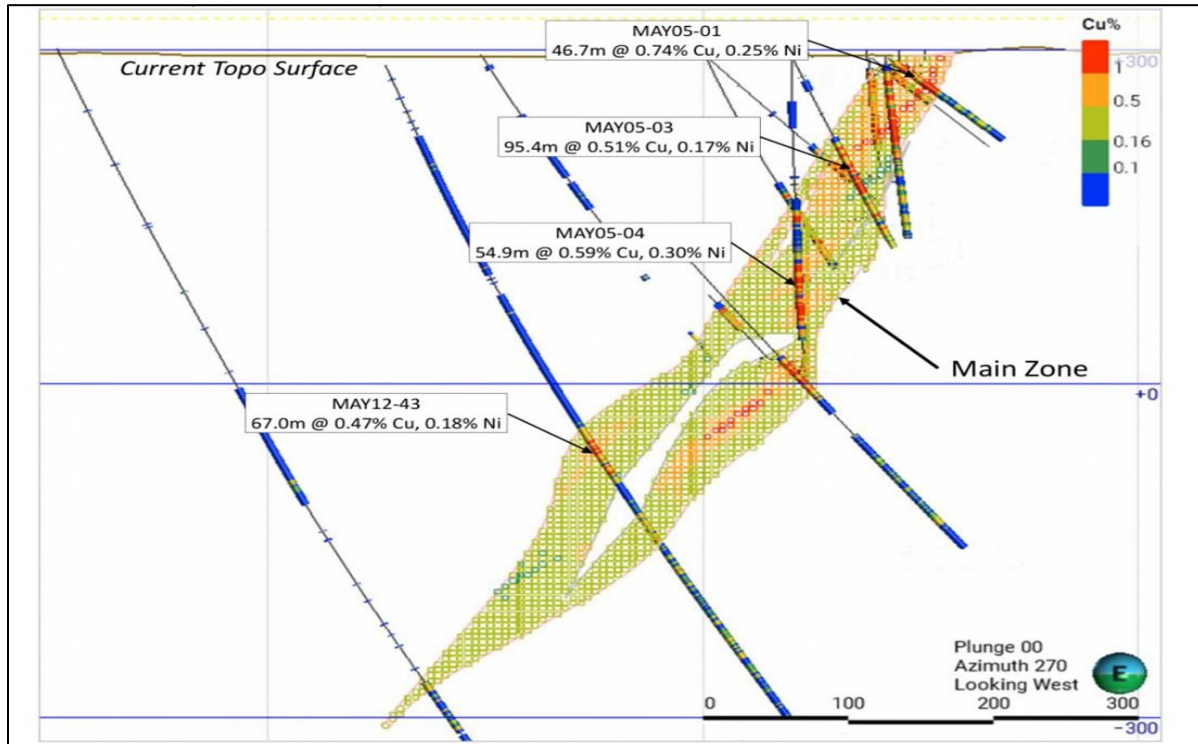 MAY05-01
46.7m @ 0.74% Cu, 0.25% Ni
Cu%
Current Topo Surface
+300
1
0.5
0.16
0.1
MAY05-03
95.4m @ 0.51% Cu, 0.17% Ni
MAY05-04
54.9m @ 0.59% Cu, 0.30% Ni
Main Zone
+0
MAY12-43
67.0m @ 0.47% Cu, 0.18% Ni
Plunge 00
Azimuth 270
Looking West
E
0 100 200 300
-300